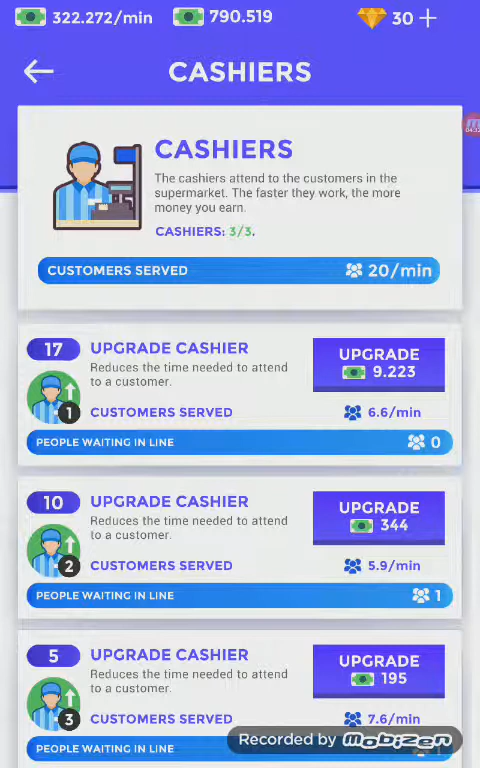 322.272/min 790.519 30 +
CASHIERS
CASHIERS
The cashiers attend to the customers in the
supermarket. The faster they work, the more
money you earn.
CASHIERS: 3/3.
CUSTOMERS SERVED 20/min
17 UPGRADE CASHIER
Reduces the time needed to attend
to a customer.
UPGRADE
9.223
1 CUSTOMERS SERVED 6.6/min
PEOPLE WAITING IN LINE 0
10 UPGRADE CASHIER
Reduces the time needed to attend
to a customer.
UPGRADE
344
2 CUSTOMERS SERVED 5.9/min
PEOPLE WAITING IN LINE 1
5 UPGRADE CASHIER
Reduces the time needed to attend
to a customer.
UPGRADE
195
3 CUSTOMERS SERVED 7.6/min
PEOPLE WAITING IN LINE
Recorded by Mobizen